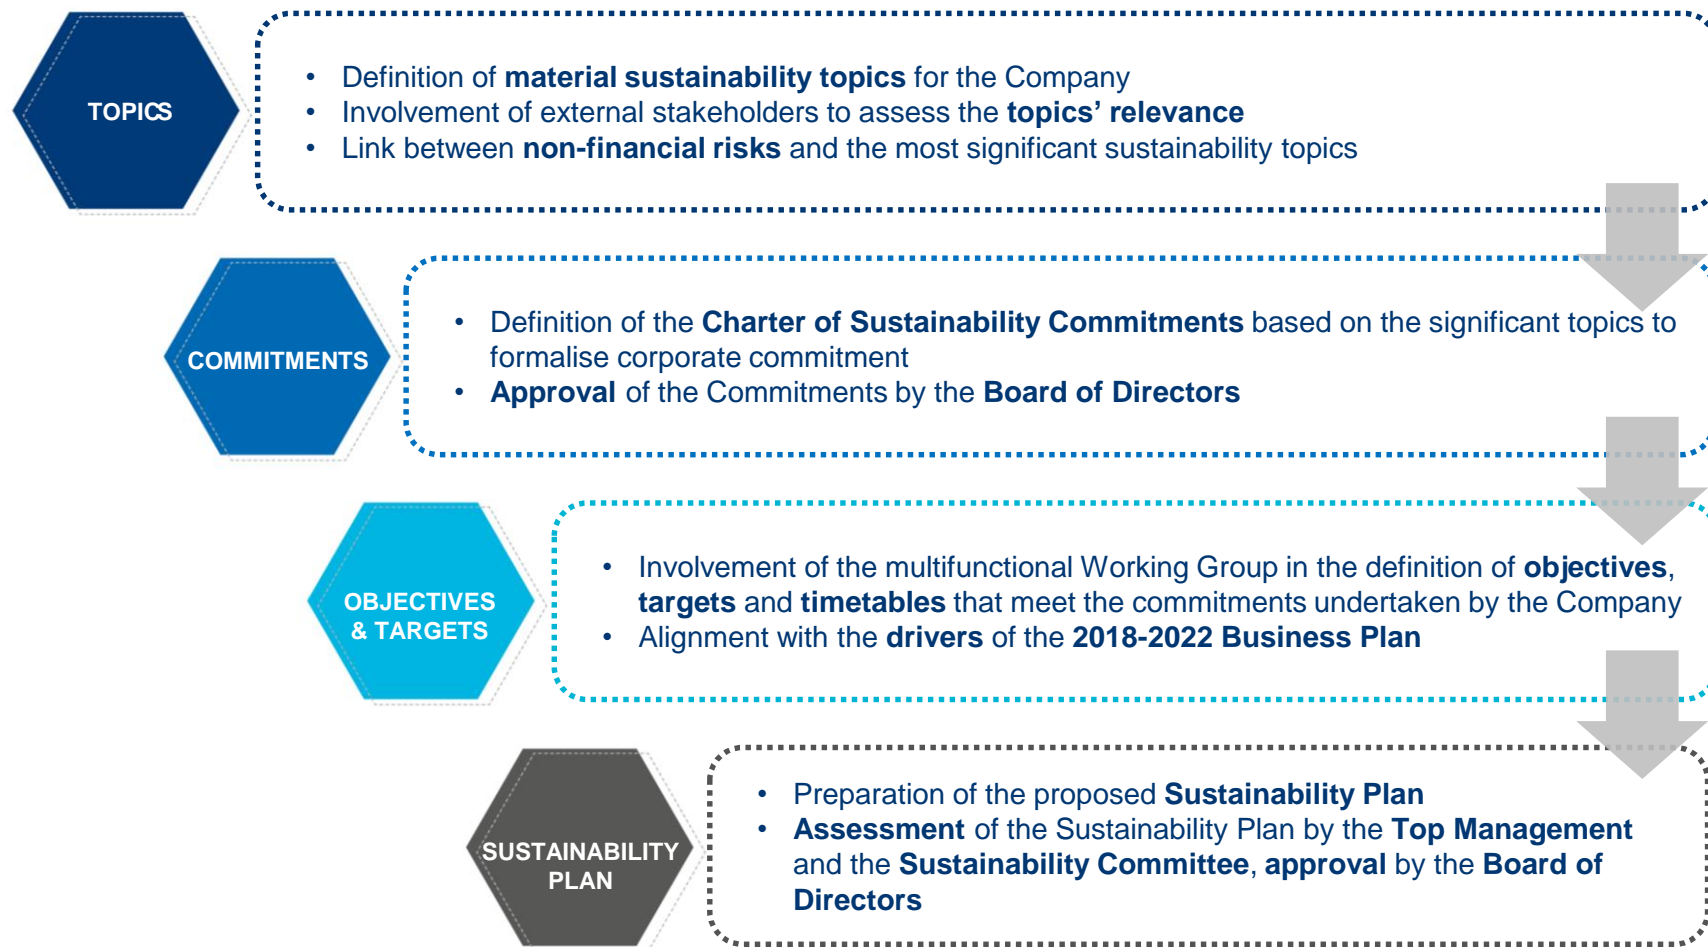 TOPICS
• Definition of material sustainability topics for the Company
• Involvement of external stakeholders to assess the topics’ relevance
• Link between non-financial risks and the most significant sustainability topics
COMMITMENTS
• Definition of the Charter of Sustainability Commitments based on the significant topics to
formalise corporate commitment
• Approval of the Commitments by the Board of Directors
OBJECTIVES
& TARGETS
• Involvement of the multifunctional Working Group in the definition of objectives,
targets and timetables that meet the commitments undertaken by the Company
• Alignment with the drivers of the 2018-2022 Business Plan
SUSTAINABILITY
PLAN
• Preparation of the proposed Sustainability Plan
• Assessment of the Sustainability Plan by the Top Management
and the Sustainability Committee, approval by the Board of
Directors